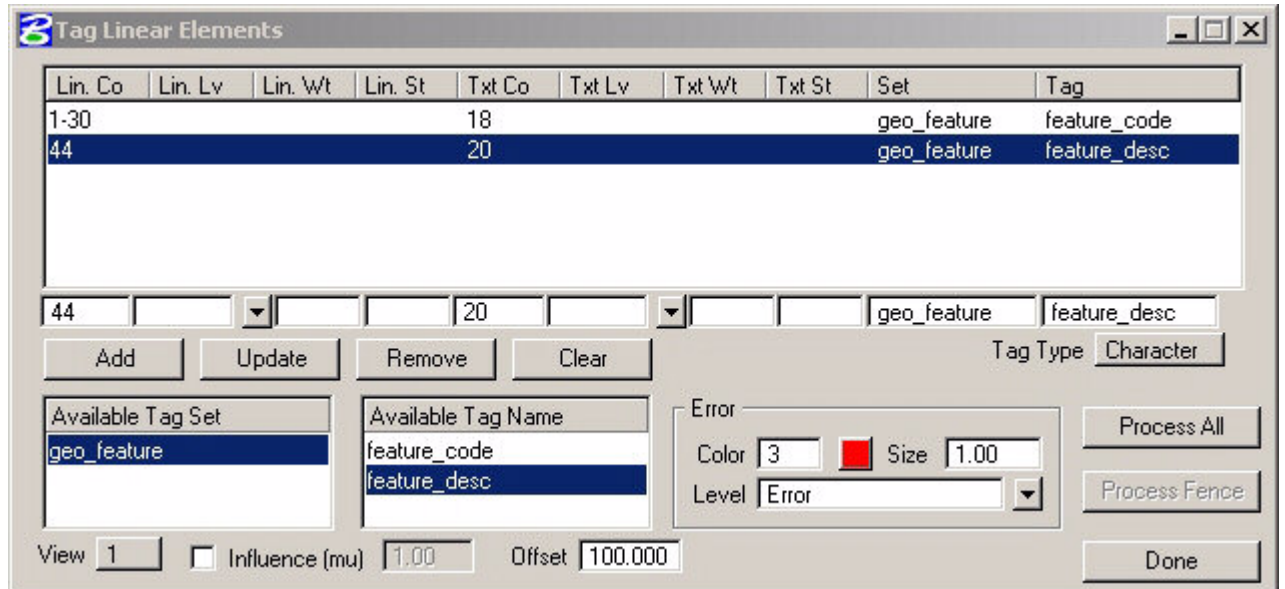 Tag Linear Elements
Lin. Co Lin. Lv Lin. Wt Lin. St Txt Co Txt Lv Txt Wt Txt St Set Tag
1-30 18 geo_feature feature_code
44 20 geo_feature feature_desc
44 20 geo_feature feature_desc
Add Update Remove Clear Tag Type Character
Available Tag Set Available Tag Name Error
geo_feature feature_code Color 3 Size 1.00 Process All
feature_desc Level Error Process Fence
View 1 Influence (mu) 1.00 Offset 100.000 Done